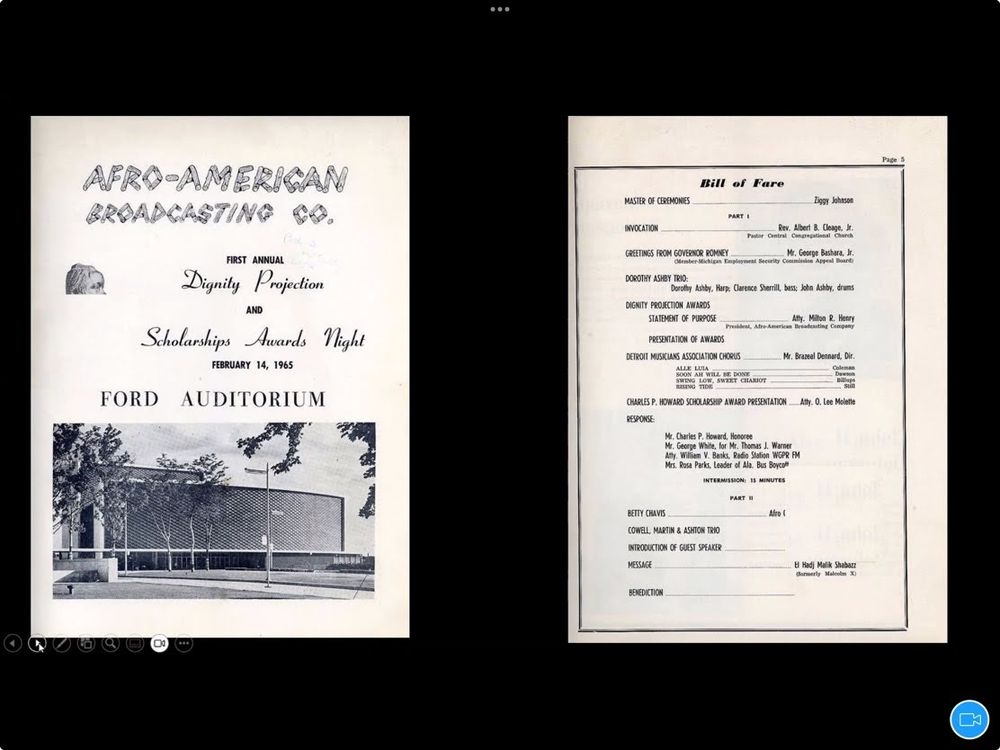 AFRO-AMERICAN
BROADCASTING CO.
FIRST ANNUAL
Dignity Projection
AND
Scholarships Awards Night
FEBRUARY 14, 1965
FORD AUDITORIUM
Page 5
Bill of Fare
MASTER OF CEREMONIES Ziggy Johnson
PART I
INVOCATION Rev. Albert B. Cleage, Jr.
Pastor Central Congregational Church
GREETINGS FROM GOVERNOR ROMNEY Mr. George Bashara, Jr.
(Member-Michigan Employment Security Commission Appeal Board)
DOROTHY ASHBY TRIO:
Dorothy Ashby, Harp; Clarence Sherrill, bass; John Ashby, drums
DIGNITY PROJECTION AWARDS
STATEMENT OF PURPOSE Atty. Milton R. Henry
President, Afro-American Broadcasting Company
PRESENTATION OF AWARDS
DETROIT MUSICIANS ASSOCIATION CHORUS Mr. Brazeal Dennard, Dir.
ALLE LUIA Coleman
SOON AH WILL BE DONE Dawson
SWING LOW, SWEET CHARIOT Billups
RISING TIDE Still
CHARLES P. HOWARD SCHOLARSHIP AWARD PRESENTATION Atty. O. Lee Molette
RESPONSE:
Mr. Charles P. Howard, Honoree
Mr. George White, for Mr. Thomas J. Warner
Atty. William V. Banks, Radio Station WGPR FM
Mrs. Rosa Parks, Leader of Ala. Bus Boycott
INTERMISSION: 15 MINUTES
PART II
BETTY CHAVIS Afro C
COWELL, MARTIN & ASHTON TRIO
INTRODUCTION OF GUEST SPEAKER
MESSAGE El Hadj Malik Shabazz
(formerly Malcolm X)
BENEDICTION